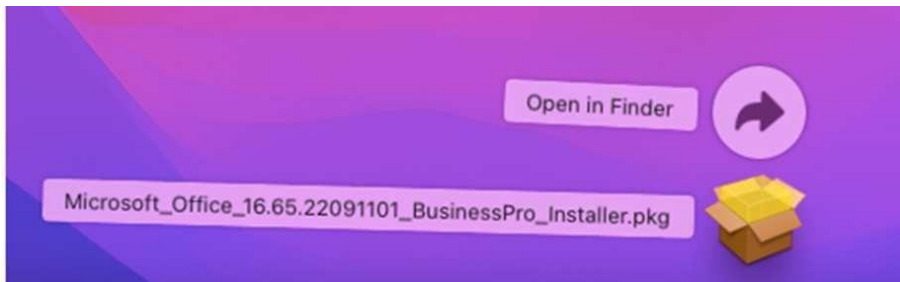 Open in Finder
Microsoft_Office_16.65.22091101_BusinessPro_Installer.pkg